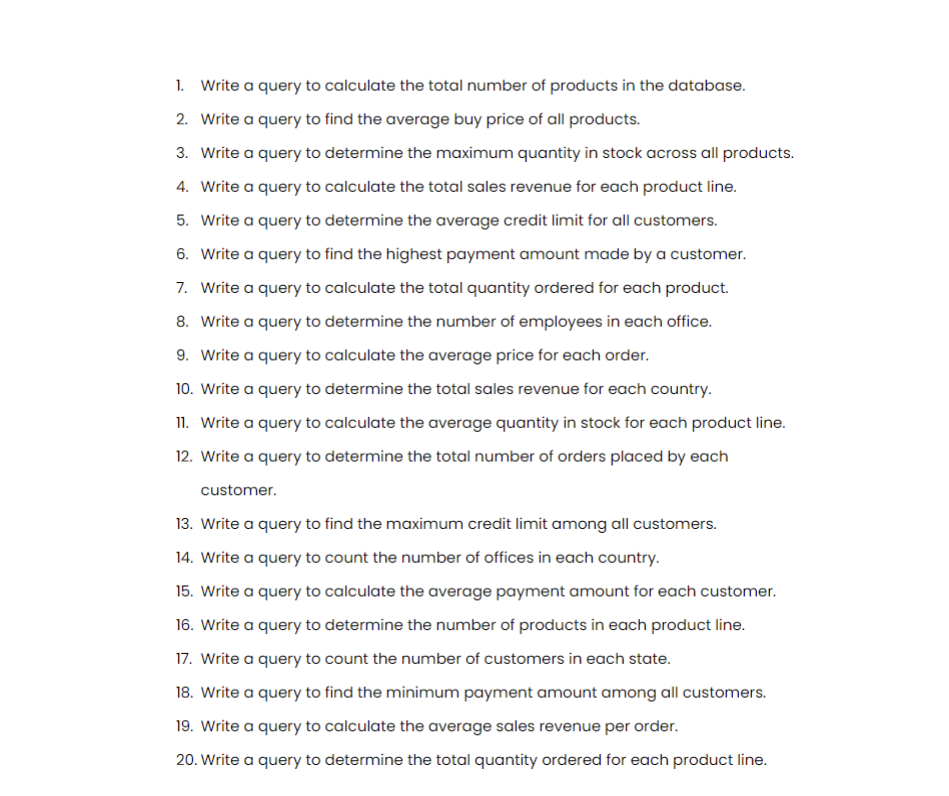 1. Write a query to calculate the total number of products in the database.
2. Write a query to find the average buy price of all products.
3. Write a query to determine the maximum quantity in stock across all products.
4. Write a query to calculate the total sales revenue for each product line.
5. Write a query to determine the average credit limit for all customers.
6. Write a query to find the highest payment amount made by a customer.
7. Write a query to calculate the total quantity ordered for each product.
8. Write a query to determine the number of employees in each office.
9. Write a query to calculate the average price for each order.
10. Write a query to determine the total sales revenue for each country.
11. Write a query to calculate the average quantity in stock for each product line.
12. Write a query to determine the total number of orders placed by each
customer.
13. Write a query to find the maximum credit limit among all customers.
14. Write a query to count the number of offices in each country.
15. Write a query to calculate the average payment amount for each customer.
16. Write a query to determine the number of products in each product line.
17. Write a query to count the number of customers in each state.
18. Write a query to find the minimum payment amount among all customers.
19. Write a query to calculate the average sales revenue per order.
20. Write a query to determine the total quantity ordered for each product line.